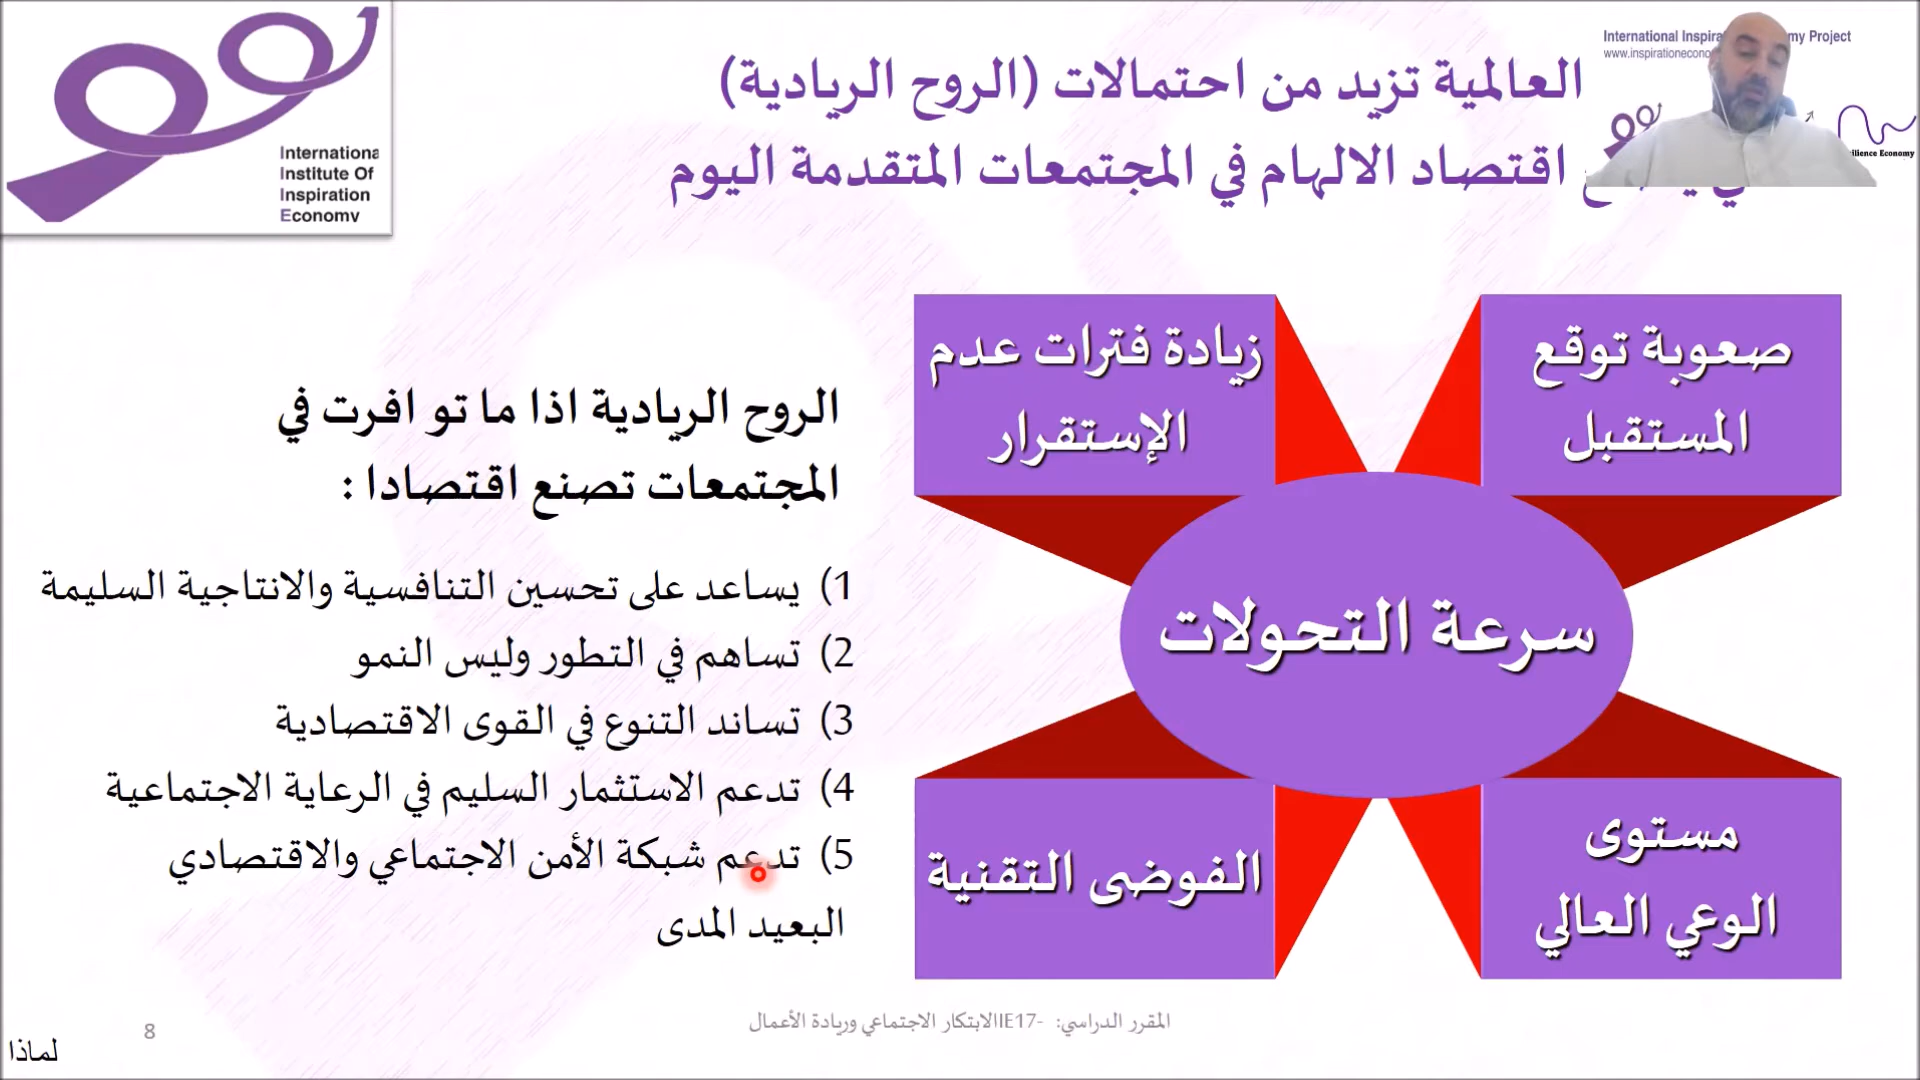 Internationa
Institute Of
Inspiration
Economy
International Inspira my Project
www.inspirationecono
ilience Economy
العالمية تزيد من احتمالات (الروح الريادية)
اقتصاد الالهام في المجتمعات المتقدمة اليوم
صعوبة توقع
المستقبل
زيادة فترات عدم
الإستقرار
سرعة التحولات
مستوى
الوعي العالي
الفوضى التقنية
الروح الريادية اذا ما تو افرت في
المجتمعات تصنع اقتصادا :
1) يساعد على تحسين التنافسية والانتاجية السليمة
2) تساهم في التطور وليس النمو
3) تساند التنوع في القوى الاقتصادية
4) تدعم الاستثمار السليم في الرعاية الاجتماعية
5) تدعم شبكة الأمن الاجتماعي والاقتصادي
البعيد المدى
المقرر الدراسي: -IE17الابتكار الاجتماعي وريادة الأعمال
8
لماذا